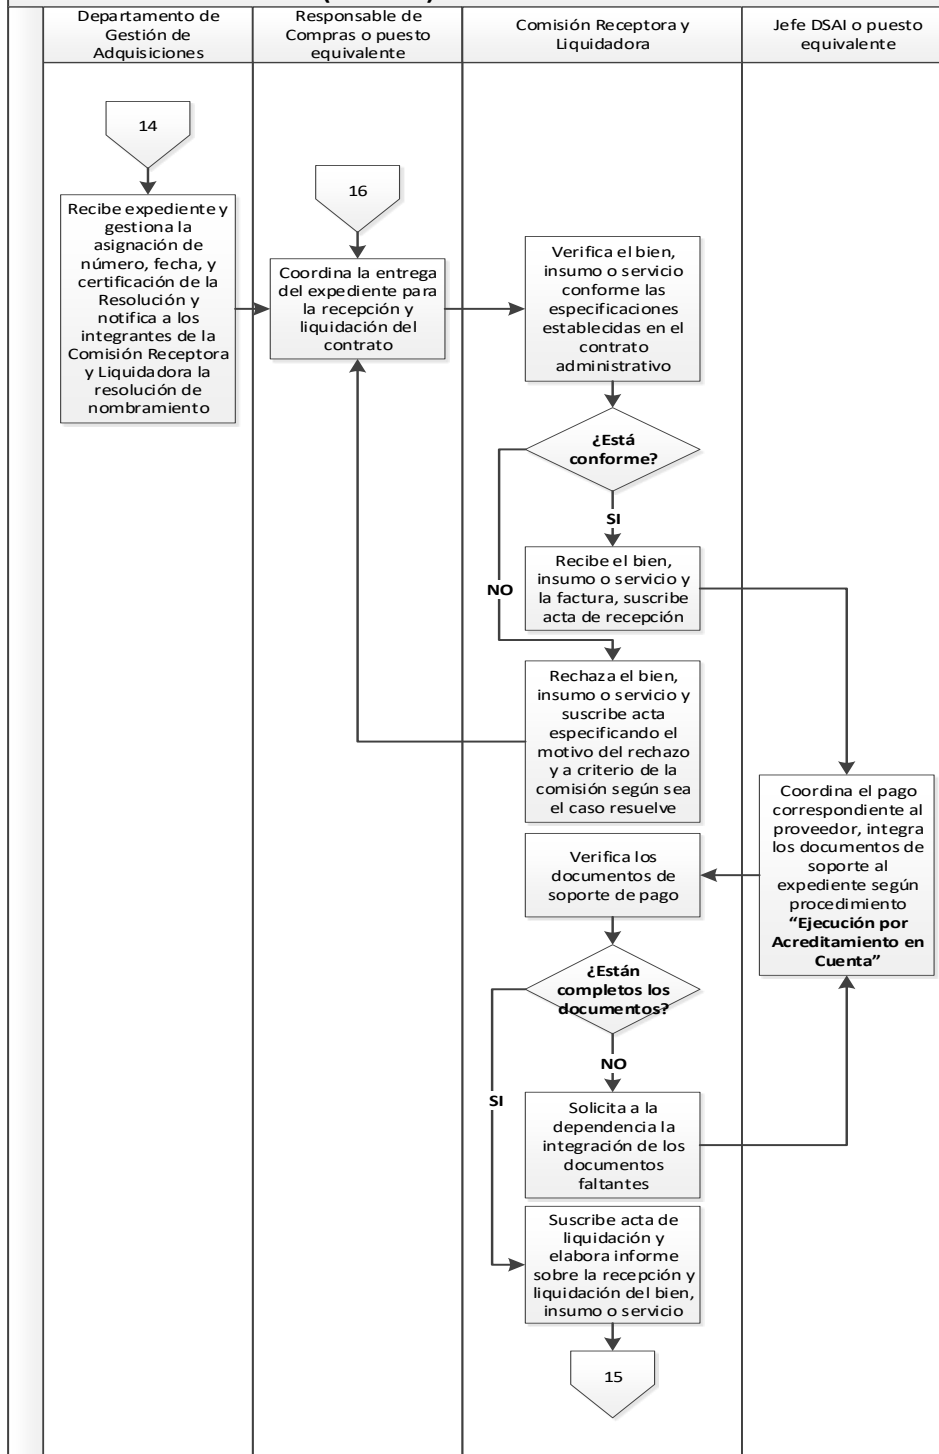 Departamento de
Gestión de
Adquisiciones
Responsable de
Compras o puesto
equivalente
Comisión Receptora y
Liquidadora
Jefe DSAI o puesto
equivalente
14
Recibe expediente y
gestiona la
asignación de
número, fecha, y
certificación de la
Resolución y
notifica a los
integrantes de la
Comisión Receptora
y Liquidadora la
resolución de
nombramiento
16
Coordina la entrega
del expediente para
la recepción y
liquidación del
contrato
Verifica el bien,
insumo o servicio
conforme las
especificaciones
establecidas en el
contrato
administrativo
¿Está
conforme?
SI
NO
Recibe el bien,
insumo o servicio y
la factura, suscribe
acta de recepción
Rechaza el bien,
insumo o servicio y
suscribe acta
especificando el
motivo del rechazo
y a criterio de la
comisión según sea
el caso resuelve
Coordina el pago
correspondiente al
proveedor, integra
los documentos de
soporte al
expediente según
procedimiento
“Ejecución por
Acreditamiento en
Cuenta”
Verifica los
documentos de
soporte de pago
¿Están
completos los
documentos?
NO
SI
Solicita a la
dependencia la
integración de los
documentos
faltantes
Suscribe acta de
liquidación y
elabora informe
sobre la recepción y
liquidación del bien,
insumo o servicio
15